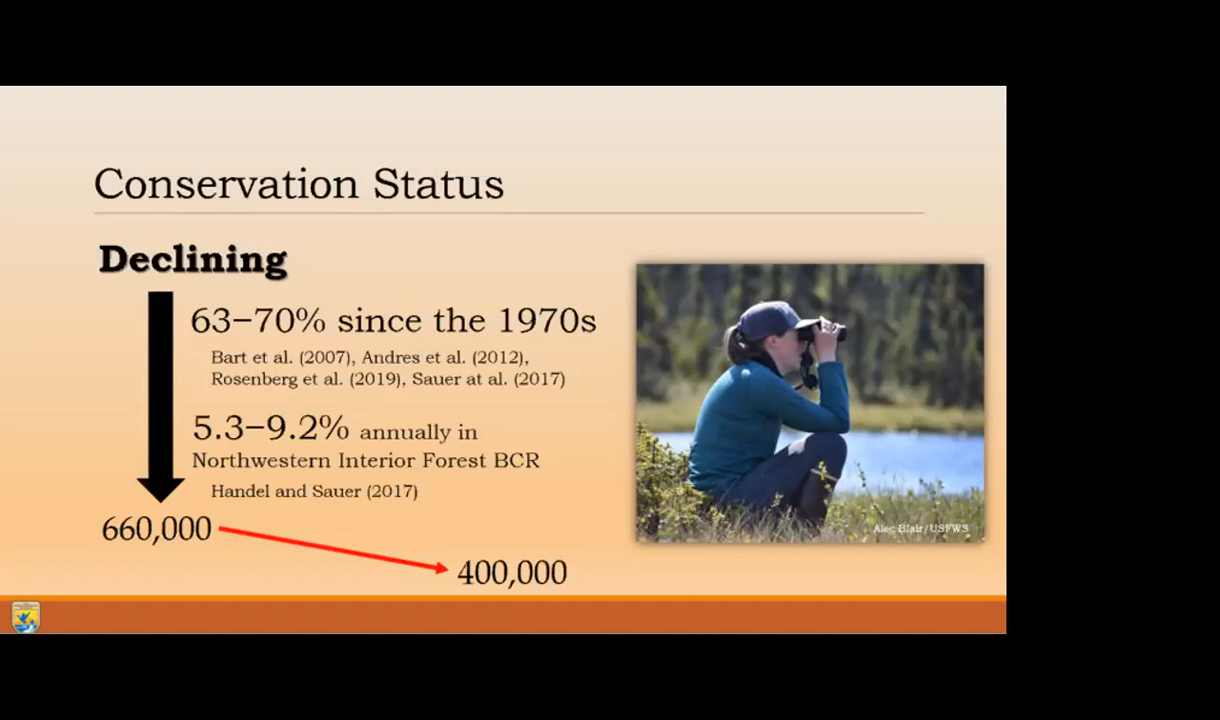 Conservation Status
Declining
63–70% since the 1970s
Bart et al. (2007), Andres et al. (2012),
Rosenberg et al. (2019), Sauer at al. (2017)
5.3–9.2% annually in
Northwestern Interior Forest BCR
Handel and Sauer (2017)
660,000
400,000
Alec Blair/USFWS